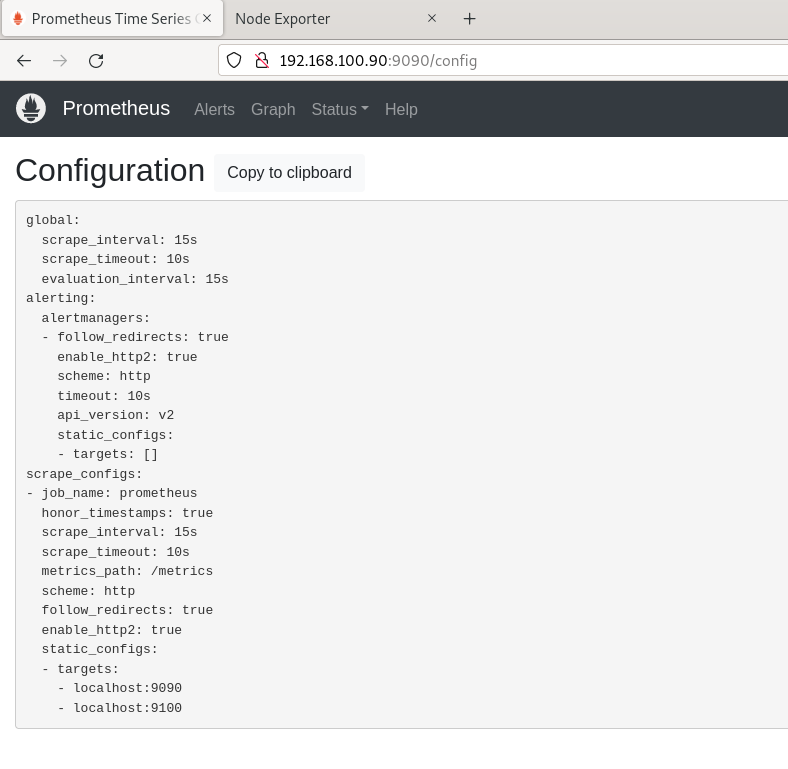 Prometheus Time Series
Node Exporter
192.168.100.90:9090/config
Prometheus Alerts Graph Status Help
Configuration Copy to clipboard
global:
  scrape_interval: 15s
  scrape_timeout: 10s
  evaluation_interval: 15s
alerting:
  alertmanagers:
  - follow_redirects: true
    enable_http2: true
    scheme: http
    timeout: 10s
    api_version: v2
    static_configs:
    - targets: []
scrape_configs:
- job_name: prometheus
  honor_timestamps: true
  scrape_interval: 15s
  scrape_timeout: 10s
  metrics_path: /metrics
  scheme: http
  follow_redirects: true
  enable_http2: true
  static_configs:
  - targets:
    - localhost:9090
    - localhost:9100